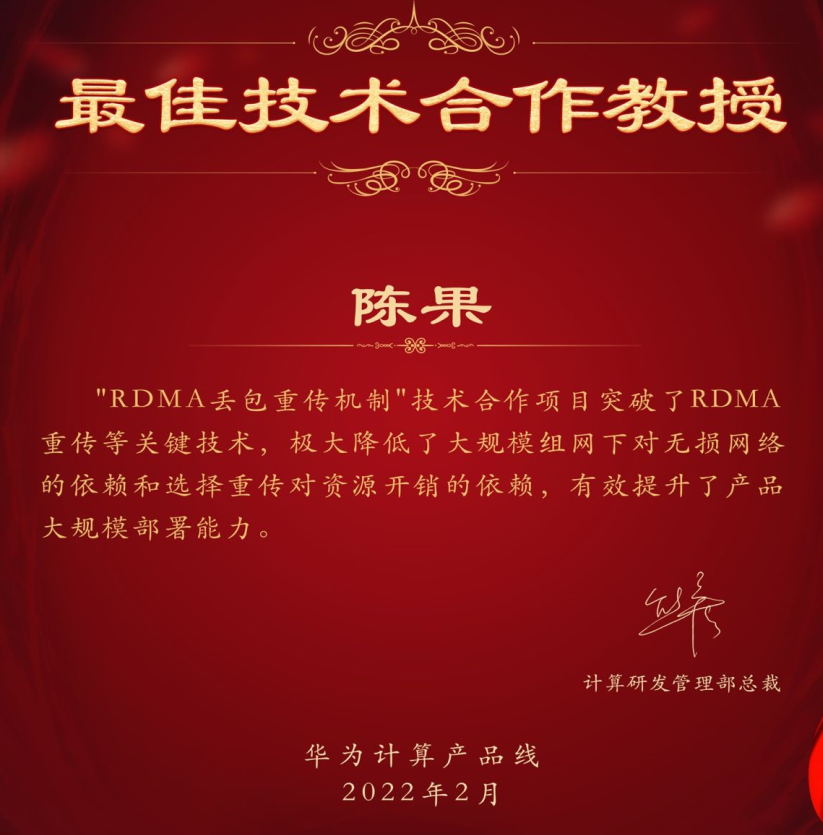 最佳技术合作教授
陈果
"RDMA丢包重传机制"技术合作项目突破了RDMA
重传等关键技术，极大降低了大规模组网下对无损网络
的依赖和选择重传对资源开销的依赖，有效提升了产品
大规模部署能力。
计算研发管理部总裁
华为计算产品线
2022年2月